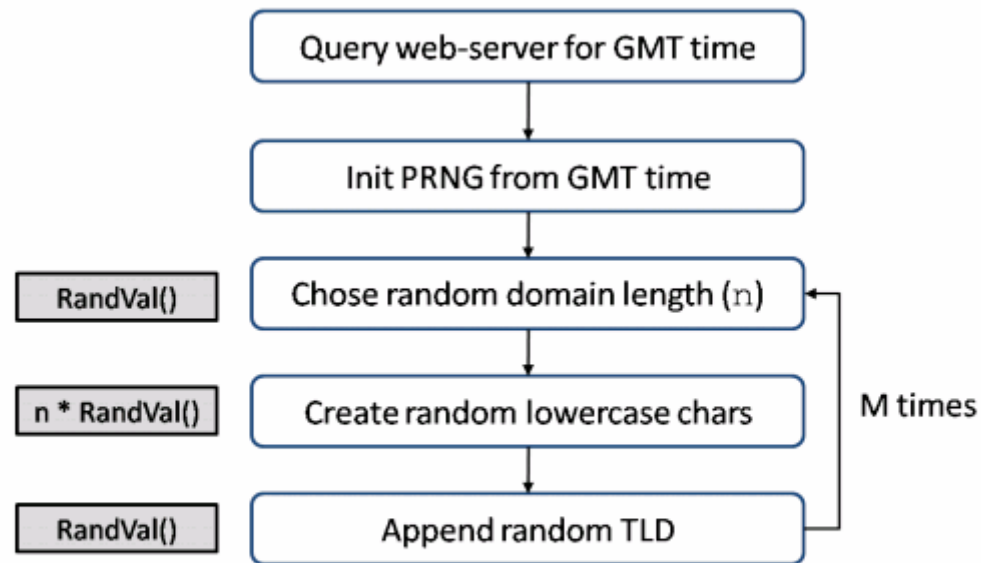 Query web-server for GMT time
Init PRNG from GMT time
RandVal()
Chose random domain length (n)
n * RandVal()
Create random lowercase chars
M times
RandVal()
Append random TLD